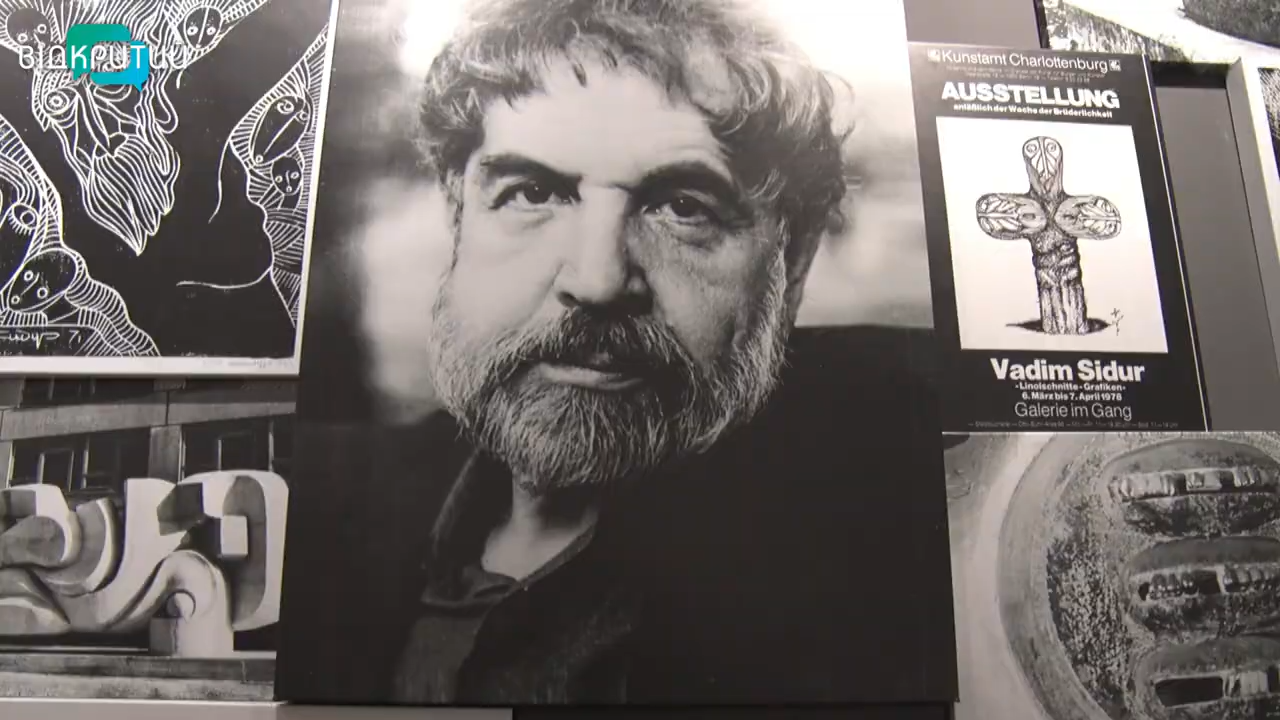 ВІДКРИТИЙ
Kunstamt Charlottenburg
AUSSTELLUNG
anläßlich der Woche der Brüderlichkeit
Vadim Sidur
-Linolschnitte-Grafiken-
6. März bis 7. April 1978
Galerie im Gang